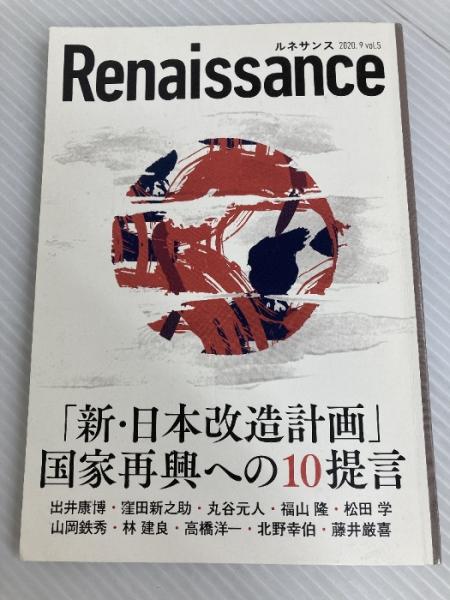 ルネサンス 2020. 9 vol.5
Renaissance
「新・日本改造計画」
国家再興への10提言
出井康博・窪田新之助・丸谷元人・福山 隆・松田 学
山岡鉄秀・林 建良・高橋洋一・北野幸伯・藤井厳喜